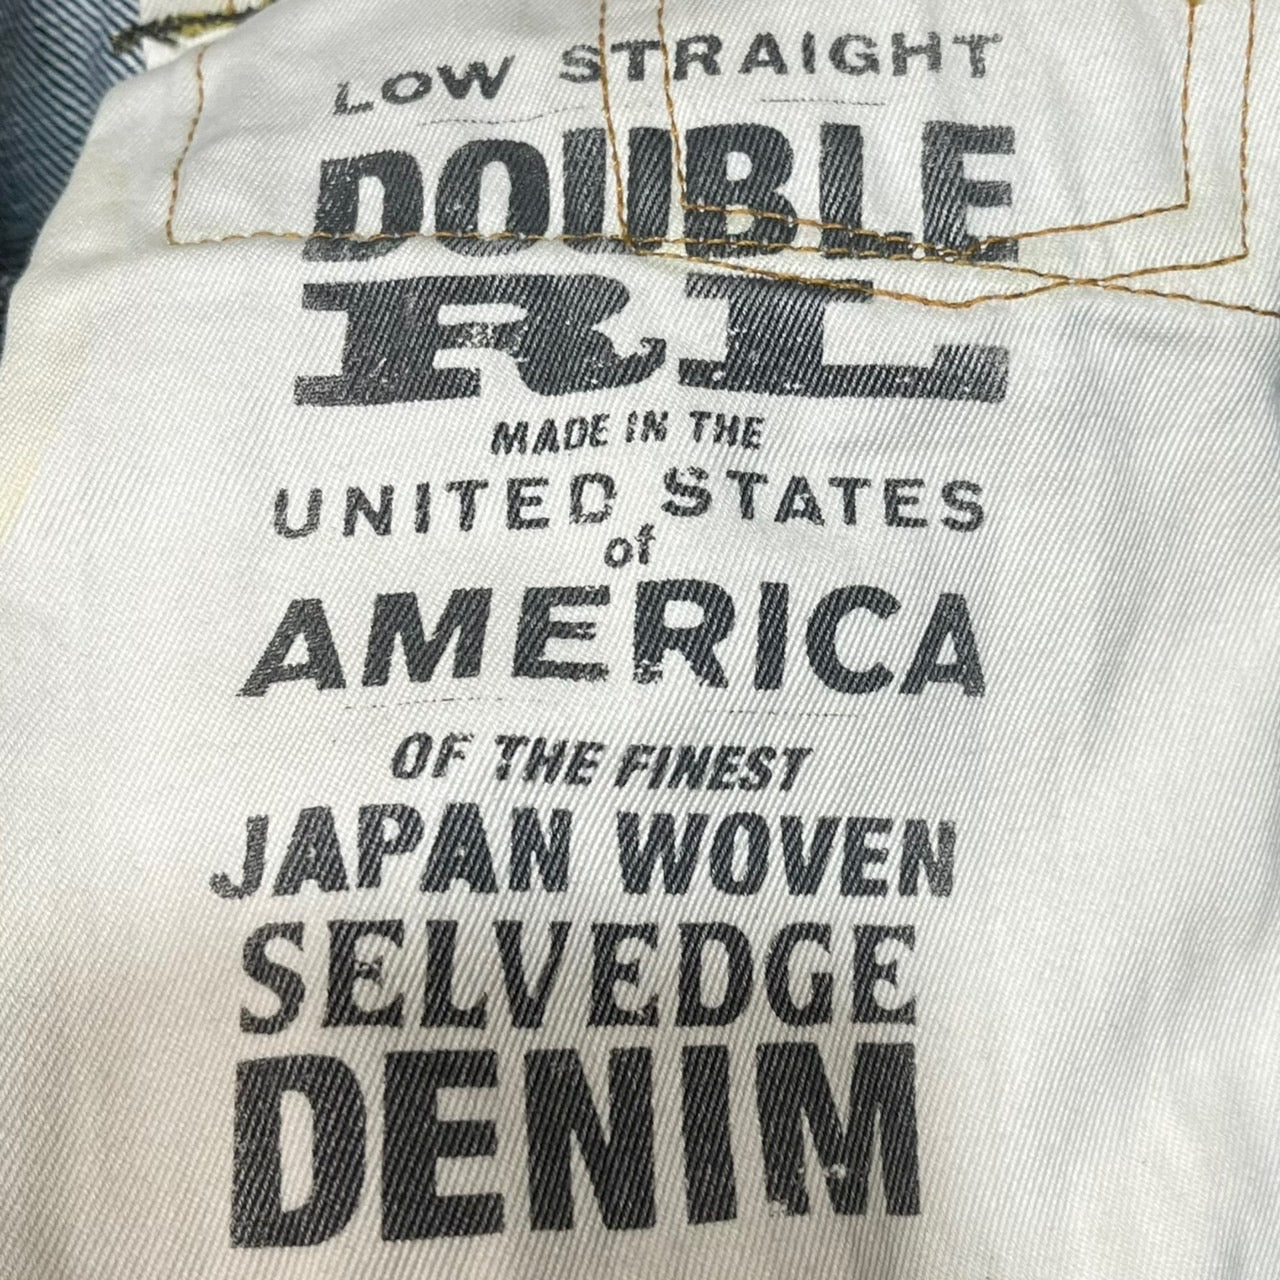 LOW STRAIGHT
DOUBLE
RL
MADE IN THE
UNITED STATES
of
AMERICA
OF THE FINEST
JAPAN WOVEN
SELVEDGE
DENIM